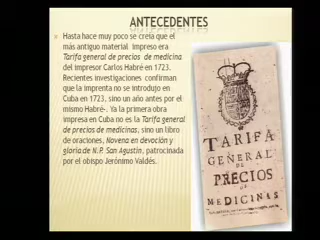 ANTECEDENTES
Hasta hace muy poco se creía que el
más antiguo material impreso era
Tarifa general de precios de medicina
del impresor Carlos Habré en 1723.
Recientes investigaciones confirman
que la imprenta no se introdujo en
Cuba en 1723, sino un año antes por el
mismo Habré-. Ya la primera obra
impresa en Cuba no es la Tarifa general
de precios de medicinas, sino un libro
de oraciones, Novena en devoción y
gloria de N.P. San Agustín, patrocinada
por el obispo Jerónimo Valdés.
TARIFA
GENERAL
DE
PRECIOS
DE
MEDICINAS